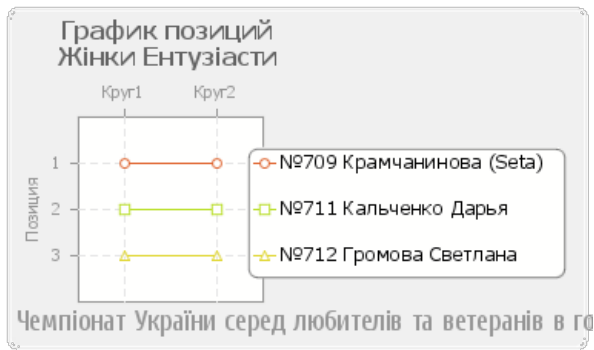 График позиций
Жінки Ентузіасти
Круг1 Круг2
Позиция
1
2
3
№709 Крамчанинова (Seta)
№711 Кальченко Дарья
№712 Громова Светлана
Чемпіонат України серед любителів та ветеранів в го